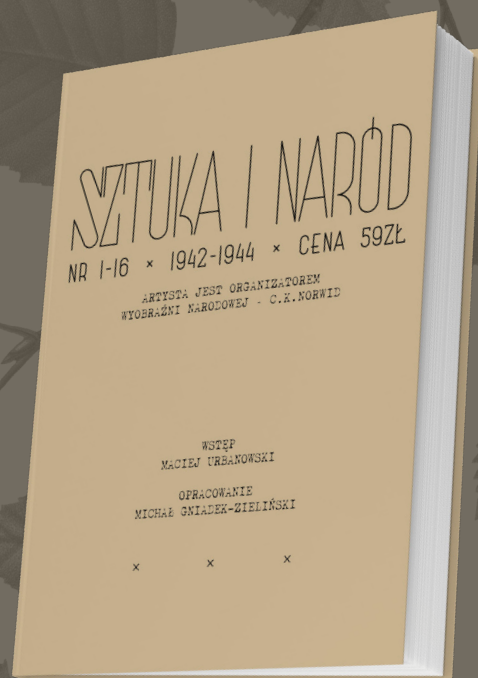 SZTUKA I NARÓD
NR 1-16 × 1942-1944 × CENA 59ZŁ
ARTYSTA JEST ORGANIZATOREM
WYOBRAŹNI NARODOWEJ - C.K.NORWID
WSTĘP
MACIEJ URBANOWSKI
OPRACOWANIE
MICHAŁ GNIADEK-ZIELIŃSKI
× × ×